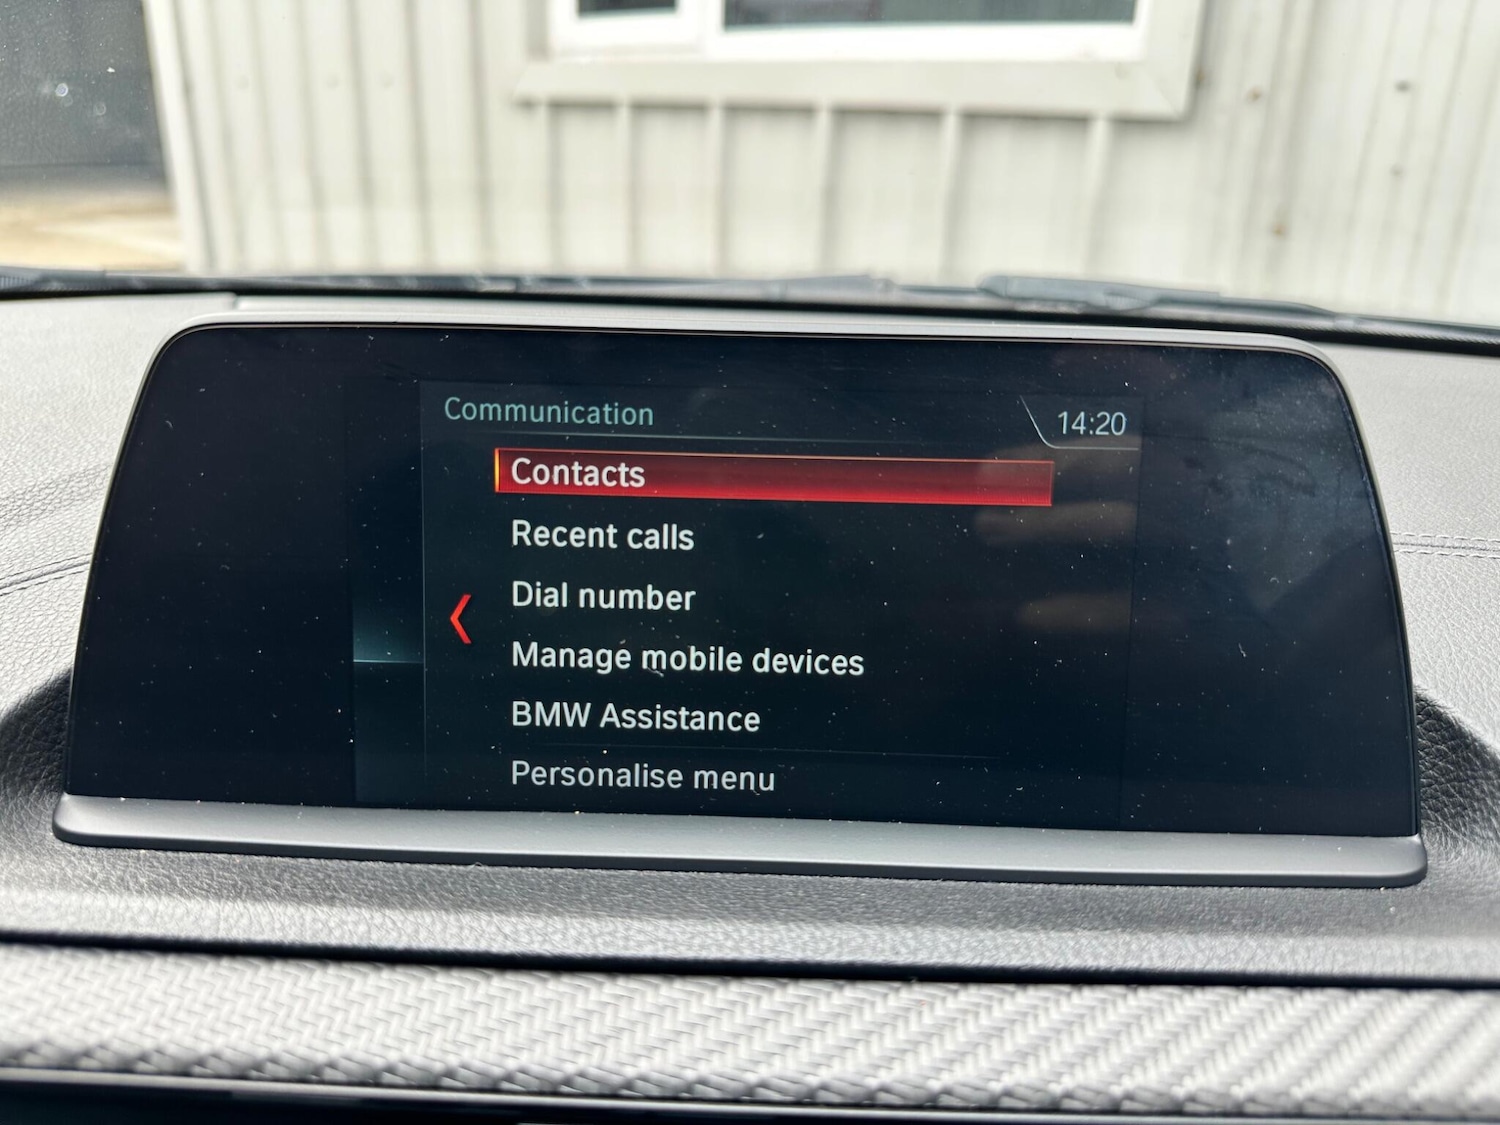 Communication
14:20
Contacts
Recent calls
Dial number
Manage mobile devices
BMW Assistance
Personalise menu